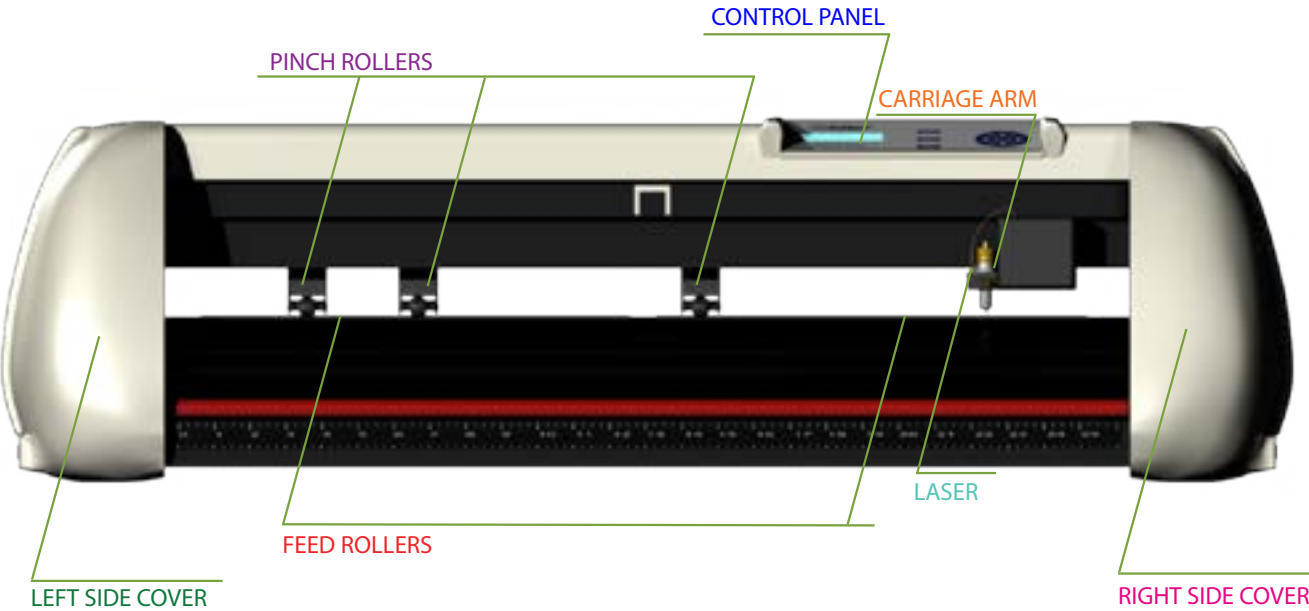 CONTROL PANEL
PINCH ROLLERS
CARRIAGE ARM
LASER
FEED ROLLERS
LEFT SIDE COVER
RIGHT SIDE COVER